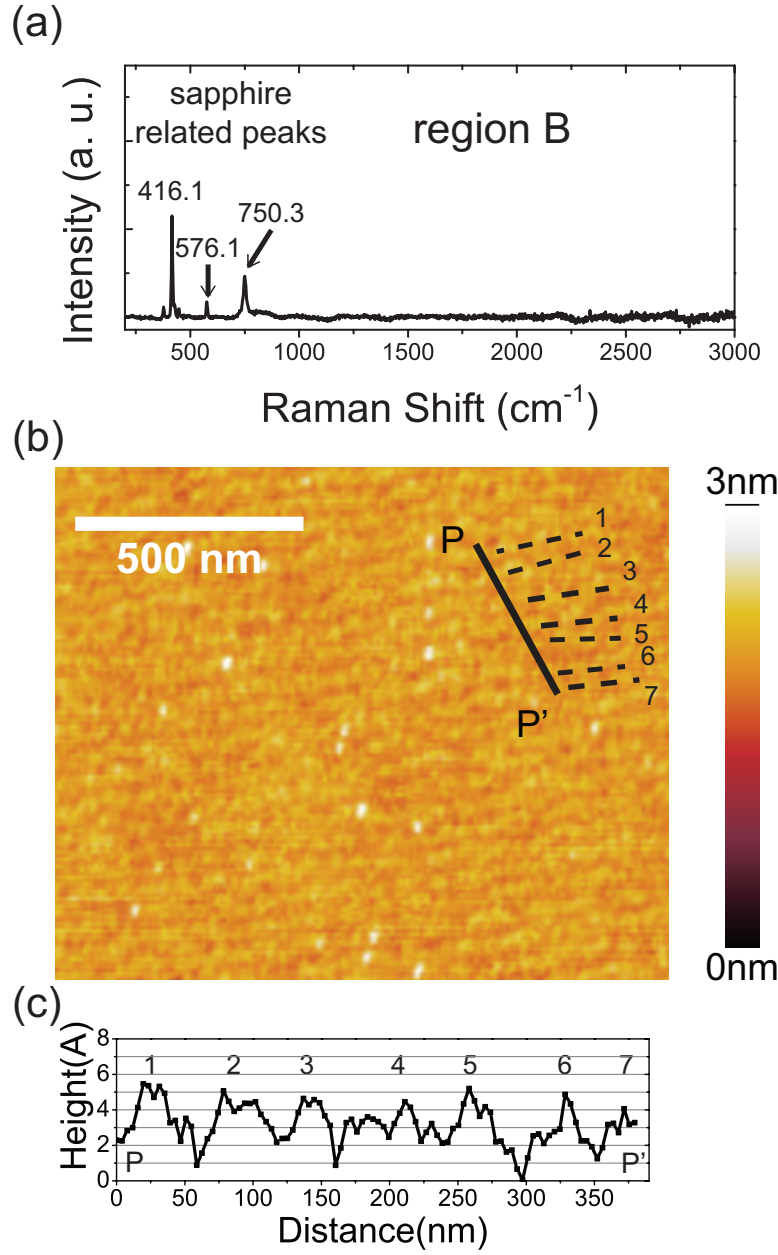 (a)
sapphire
related peaks
region B
416.1
576.1
750.3
Intensity (a. u.)
500 1000 1500 2000 2500 3000
Raman Shift (cm-1)
(b)
500 nm
P
P'
1
2
3
4
5
6
7
3nm
0nm
(c)
Height(A)
8
6
4
2
0
1 2 3 4 5 6 7
P P'
0 50 100 150 200 250 300 350
Distance(nm)